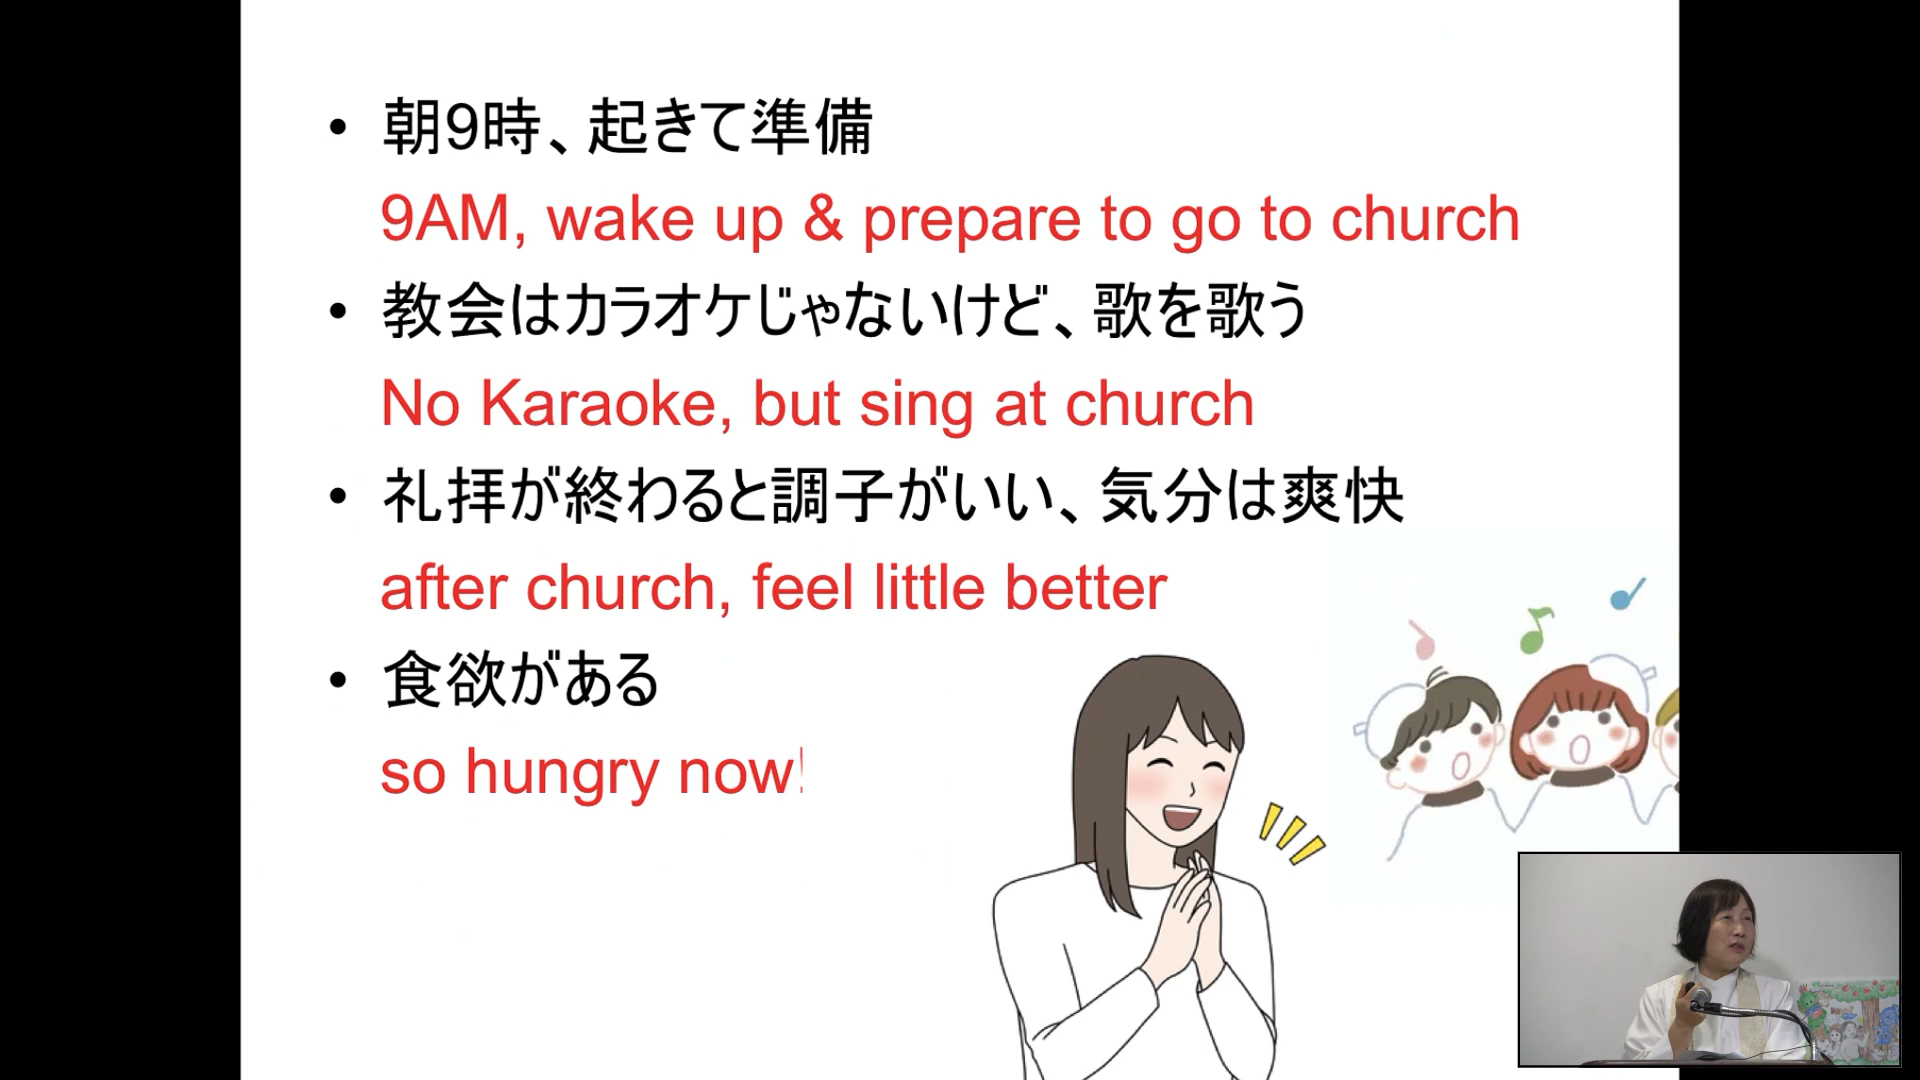 • 朝9時、起きて準備
9AM, wake up & prepare to go to church
• 教会はカラオケじゃないけど、歌を歌う
No Karaoke, but sing at church
• 礼拝が終わると調子がいい、気分は爽快
after church, feel little better
• 食欲がある
so hungry now!